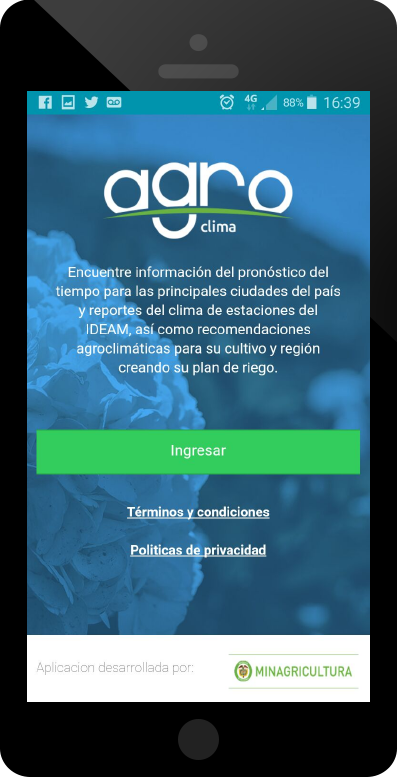 4G 88% 16:39
agro
clima
Encuentre información del pronóstico del
tiempo para las principales ciudades del país
y reportes del clima de estaciones del
IDEAM, así como recomendaciones
agroclimáticas para su cultivo y región
creando su plan de riego.
Ingresar
Términos y condiciones
Politicas de privacidad
Aplicacion desarrollada por:
MINAGRICULTURA